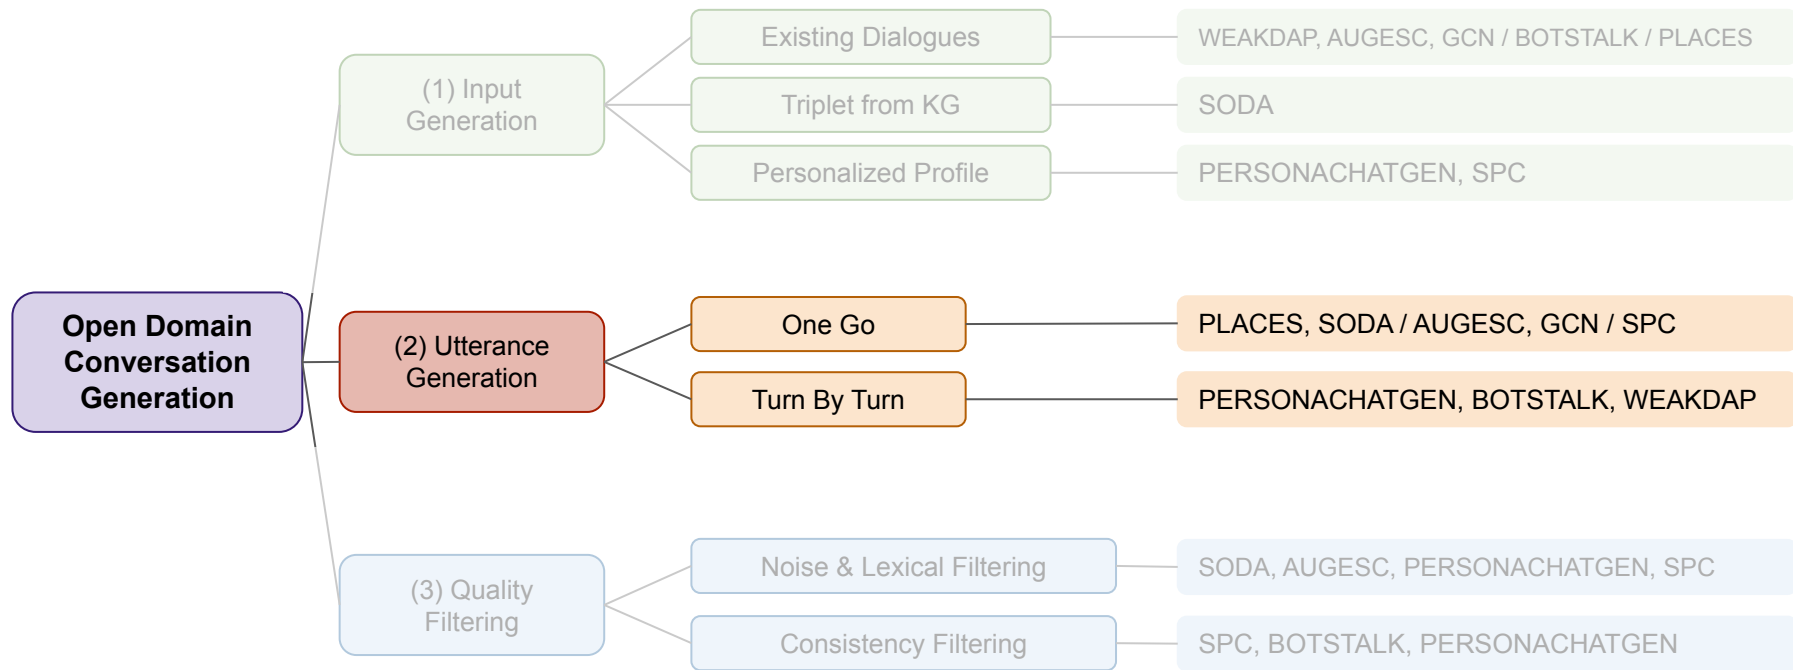 Open Domain
Conversation
Generation
(1) Input
Generation
Existing Dialogues
WEAKDAP, AUGESC, GCN / BOTSTALK / PLACES
Triplet from KG
SODA
Personalized Profile
PERSONACHATGEN, SPC
(2) Utterance
Generation
One Go
PLACES, SODA / AUGESC, GCN / SPC
Turn By Turn
PERSONACHATGEN, BOTSTALK, WEAKDAP
(3) Quality
Filtering
Noise & Lexical Filtering
SODA, AUGESC, PERSONACHATGEN, SPC
Consistency Filtering
SPC, BOTSTALK, PERSONACHATGEN